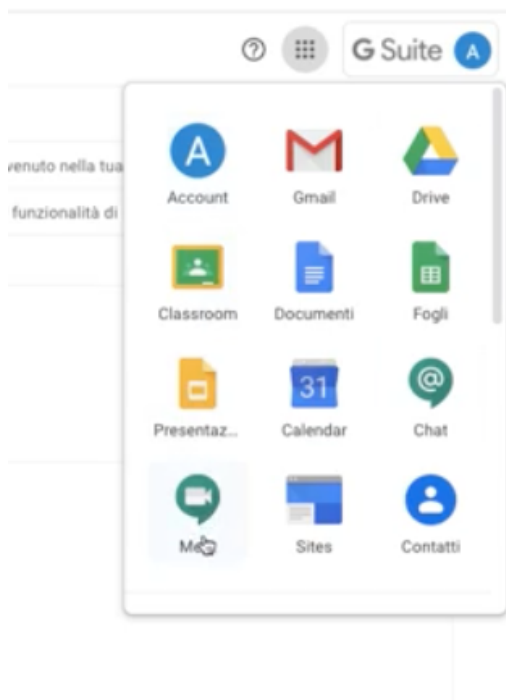 G Suite A
venuto nella tua
funzionalità di
A
Account Gmail Drive
Classroom Documenti Fogli
31 @
Presentaz... Calendar Chat
Sites Contatti